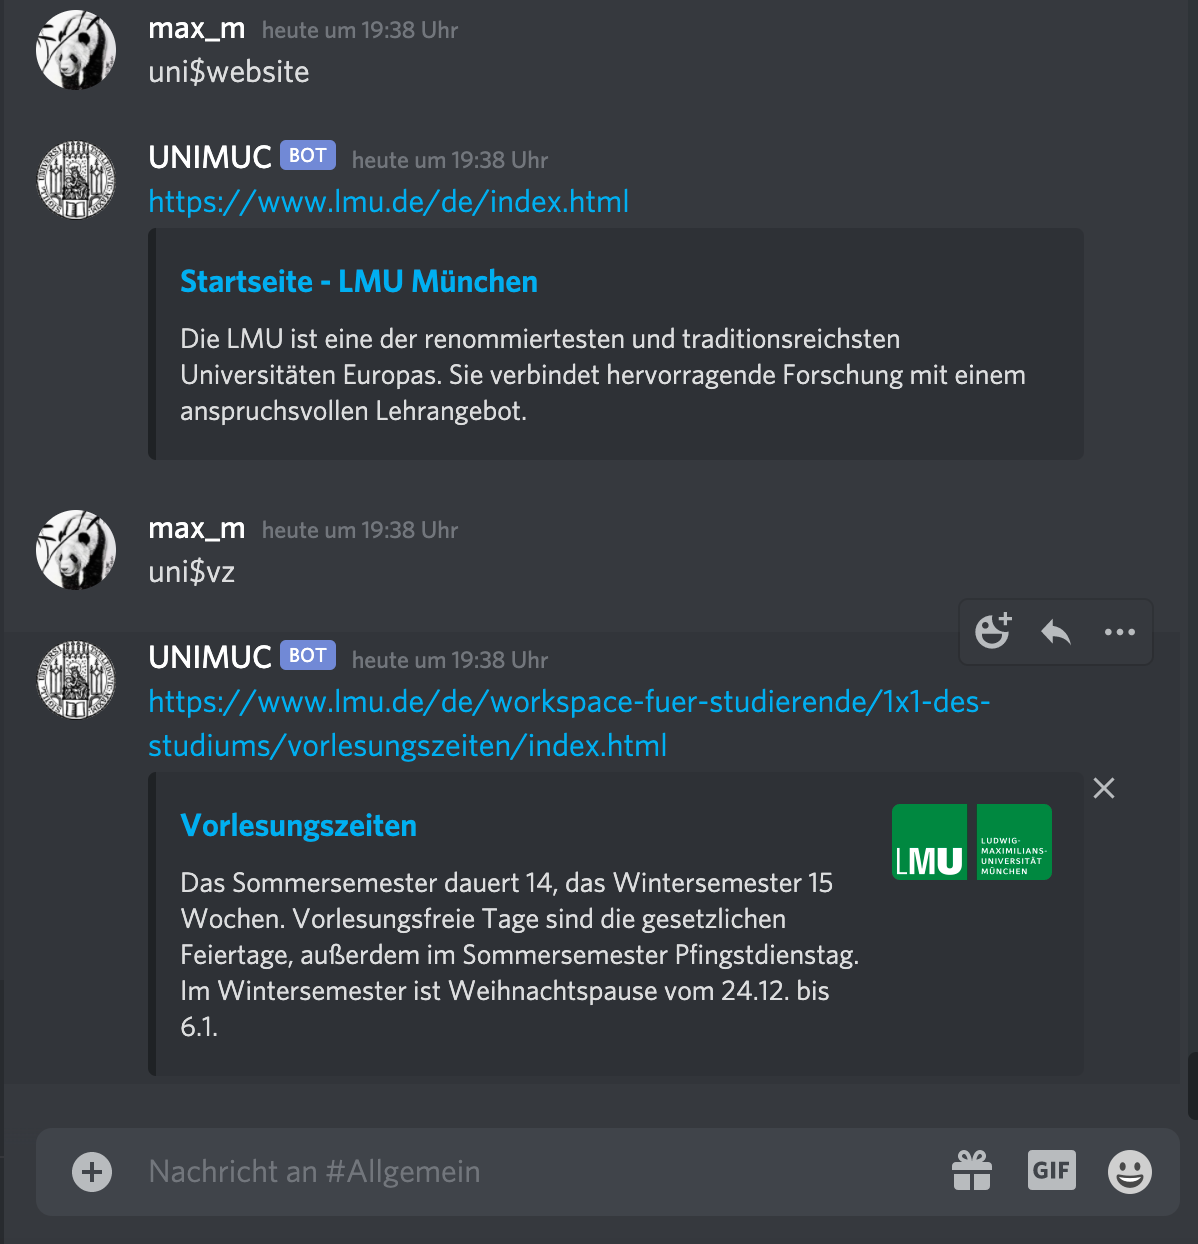 max_m heute um 19:38 Uhr
uni$website
UNIMUC BOT heute um 19:38 Uhr
https://www.lmu.de/de/index.html
Startseite - LMU München
Die LMU ist eine der renommiertesten und traditionsreichsten
Universitäten Europas. Sie verbindet hervorragende Forschung mit einem
anspruchsvollen Lehrangebot.
max_m heute um 19:38 Uhr
uni$vz
UNIMUC BOT heute um 19:38 Uhr
https://www.lmu.de/de/workspace-fuer-studierende/1x1-des-
studiums/vorlesungszeiten/index.html
Vorlesungszeiten
Das Sommersemester dauert 14, das Wintersemester 15
Wochen. Vorlesungsfreie Tage sind die gesetzlichen
Feiertage, außerdem im Sommersemester Pfingstdienstag.
Im Wintersemester ist Weihnachtspause vom 24.12. bis
6.1.
LMU
LUDWIG-
MAXIMILIANS-
UNIVERSITÄT
MÜNCHEN
Nachricht an #Allgemein
GIF